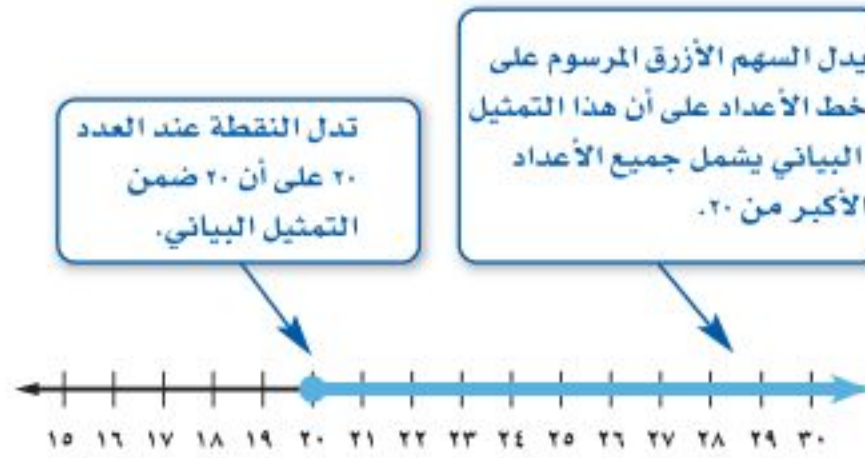 يدل السهم الأزرق المرسوم على
خط الأعداد على أن هذا التمثيل
البياني يشمل جميع الأعداد
الأكبر من ٢٠.
تدل النقطة عند العدد
٢٠ على أن ٢٠ ضمن
التمثيل البياني.
١٥ ١٦ ١٧ ١٨ ١٩ ٢٠ ٢١ ٢٢ ٢٣ ٢٤ ٢٥ ٢٦ ٢٧ ٢٨ ٢٩ ٣٠